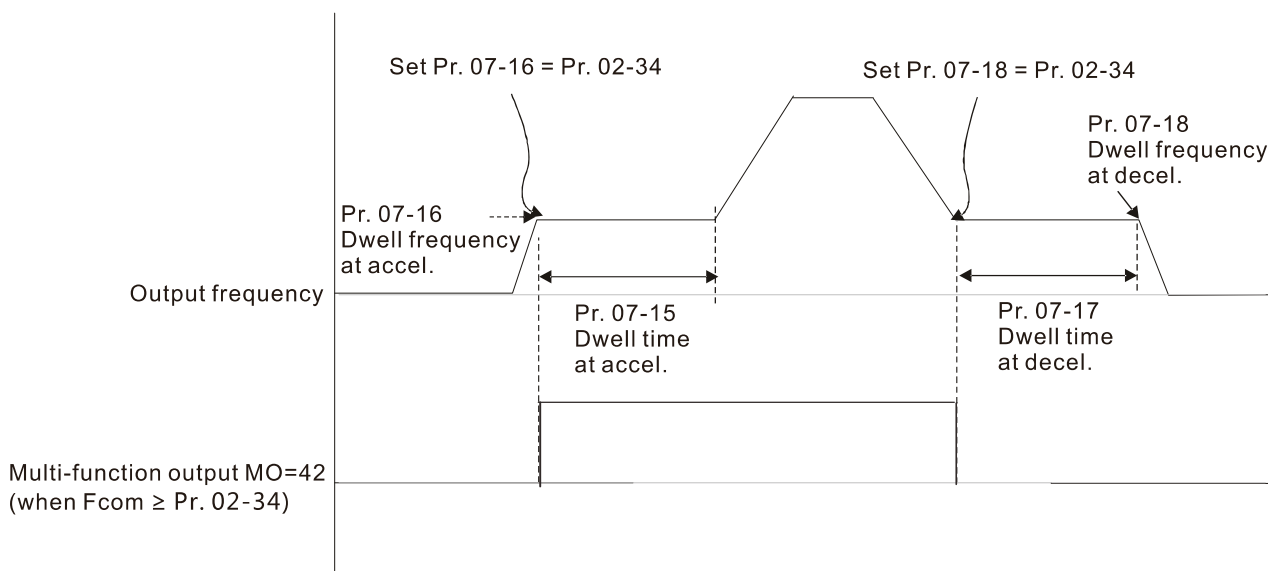 Set Pr. 07-16 = Pr. 02-34
Set Pr. 07-18 = Pr. 02-34
Pr. 07-18
Dwell frequency
at decel.
Pr. 07-16
Dwell frequency
at accel.
Output frequency
Pr. 07-15
Dwell time
at accel.
Pr. 07-17
Dwell time
at decel.
Multi-function output MO=42
(when Fcom ≥ Pr. 02-34)